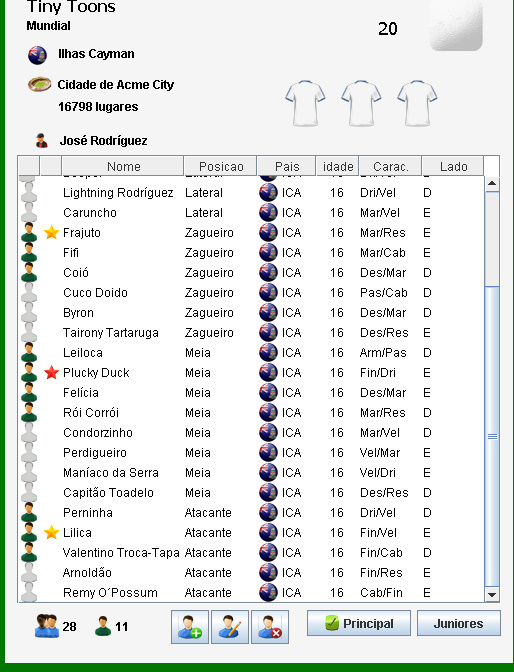 Tiny Toons
Mundial
20
Ilhas Cayman
Cidade de Acme City
16798 lugares
José Rodríguez
Nome Posicao Pais idade Carac. Lado
Lightning Rodríguez Lateral ICA 16 Dri/Vel D
Caruncho Lateral ICA 16 Mar/Vel E
Frajuto Zagueiro ICA 16 Mar/Res E
Fifi Zagueiro ICA 16 Mar/Cab E
Coió Zagueiro ICA 16 Des/Mar D
Cuco Doido Zagueiro ICA 16 Pas/Cab D
Byron Zagueiro ICA 16 Des/Mar D
Tairony Tartaruga Zagueiro ICA 16 Des/Res E
Leiloca Meia ICA 16 Arm/Pas D
Plucky Duck Meia ICA 16 Fin/Dri E
Felícia Meia ICA 16 Des/Mar E
Rói Corrói Meia ICA 16 Mar/Res D
Condorzinho Meia ICA 16 Mar/Vel D
Perdigueiro Meia ICA 16 Vel/Mar E
Maníaco da Serra Meia ICA 16 Vel/Dri E
Capitão Toadelo Meia ICA 16 Des/Res D
Perninha Atacante ICA 16 Dri/Vel D
Lilica Atacante ICA 16 Fin/Vel E
Valentino Troca-Tapa Atacante ICA 16 Fin/Cab D
Arnoldão Atacante ICA 16 Fin/Res E
Remy O´Possum Atacante ICA 16 Cab/Fin E
28 11 Principal Juniores